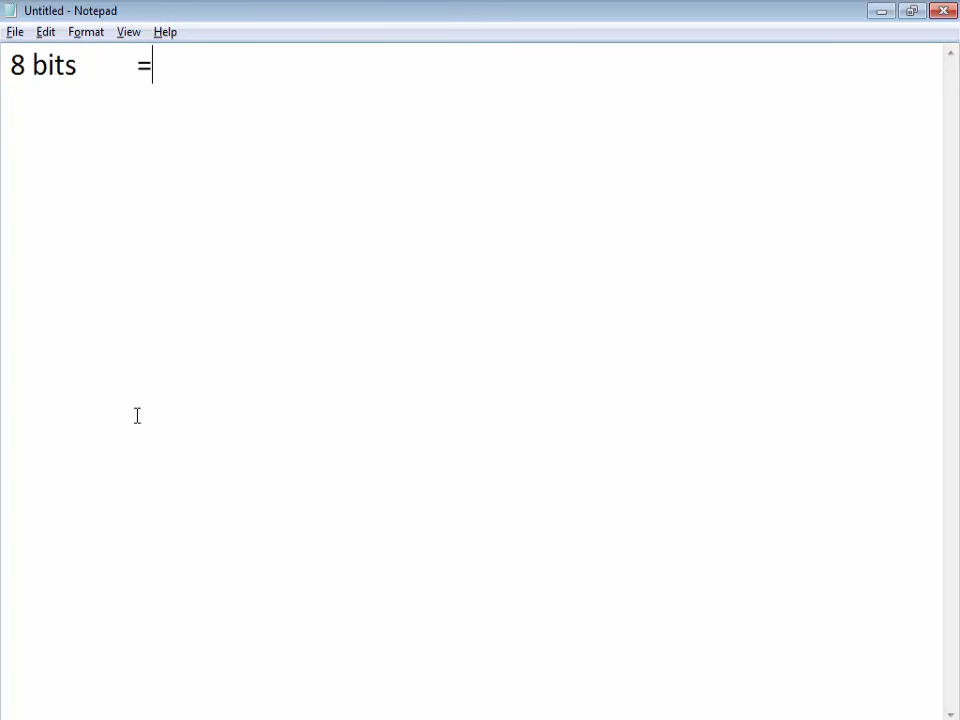 Untitled - Notepad
File Edit Format View Help
8 bits =